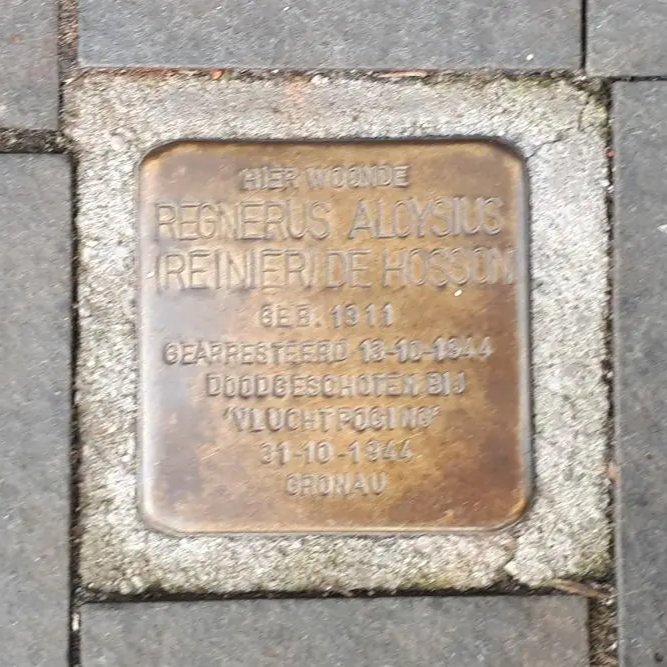 HIER WOONDE
REGNERUS ALOYSIUS
(REINIER) DE HOSSON
GEB. 1911
GEARRESTEERD 13-10-1944
DOODGESCHOTEN BIJ
'VLUCHTPOGING'
31-10-1944
GRONAU